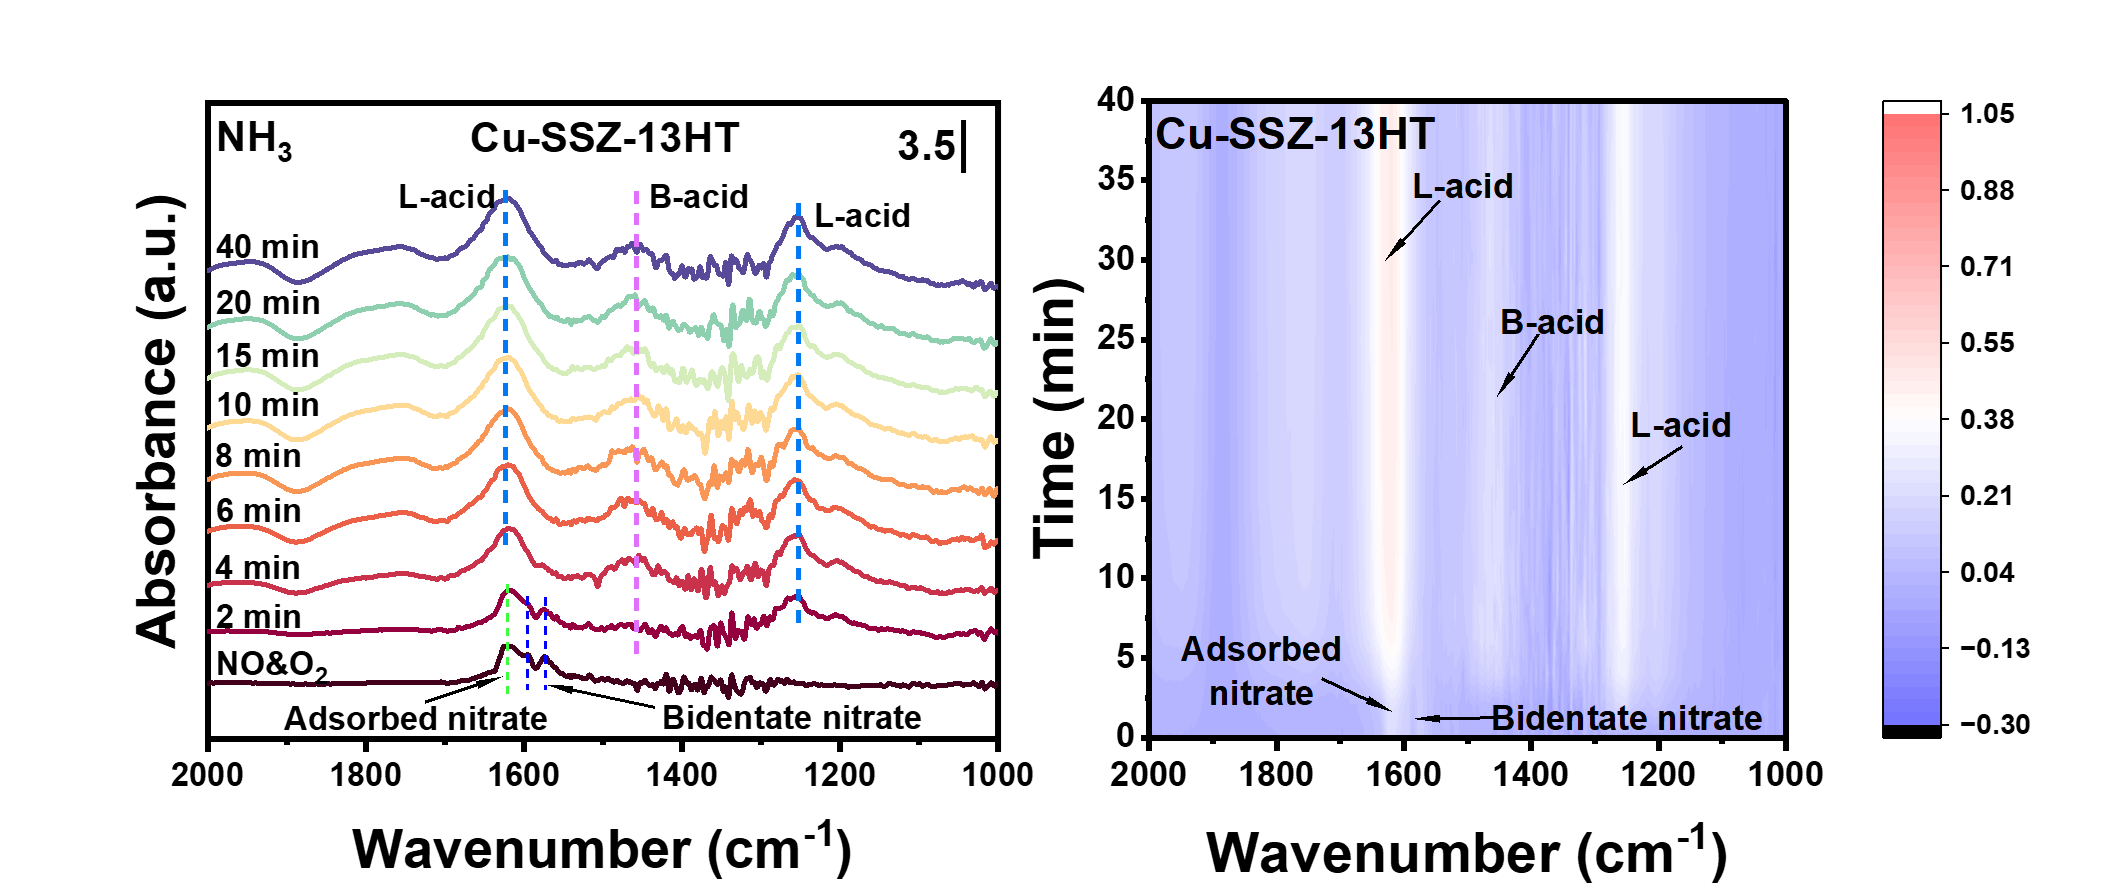 NH3
Cu-SSZ-13HT
3.5
L-acid
B-acid
L-acid
40 min
20 min
15 min
10 min
8 min
6 min
4 min
2 min
NO&O2
Adsorbed nitrate
Bidentate nitrate
Absorbance (a.u.)
2000 1800 1600 1400 1200 1000
Wavenumber (cm-1)
Cu-SSZ-13HT
L-acid
B-acid
L-acid
Adsorbed
nitrate
Bidentate nitrate
Time (min)
40
35
30
25
20
15
10
5
0
2000 1800 1600 1400 1200 1000
Wavenumber (cm-1)
1.05
0.88
0.71
0.55
0.38
0.21
0.04
−0.13
−0.30